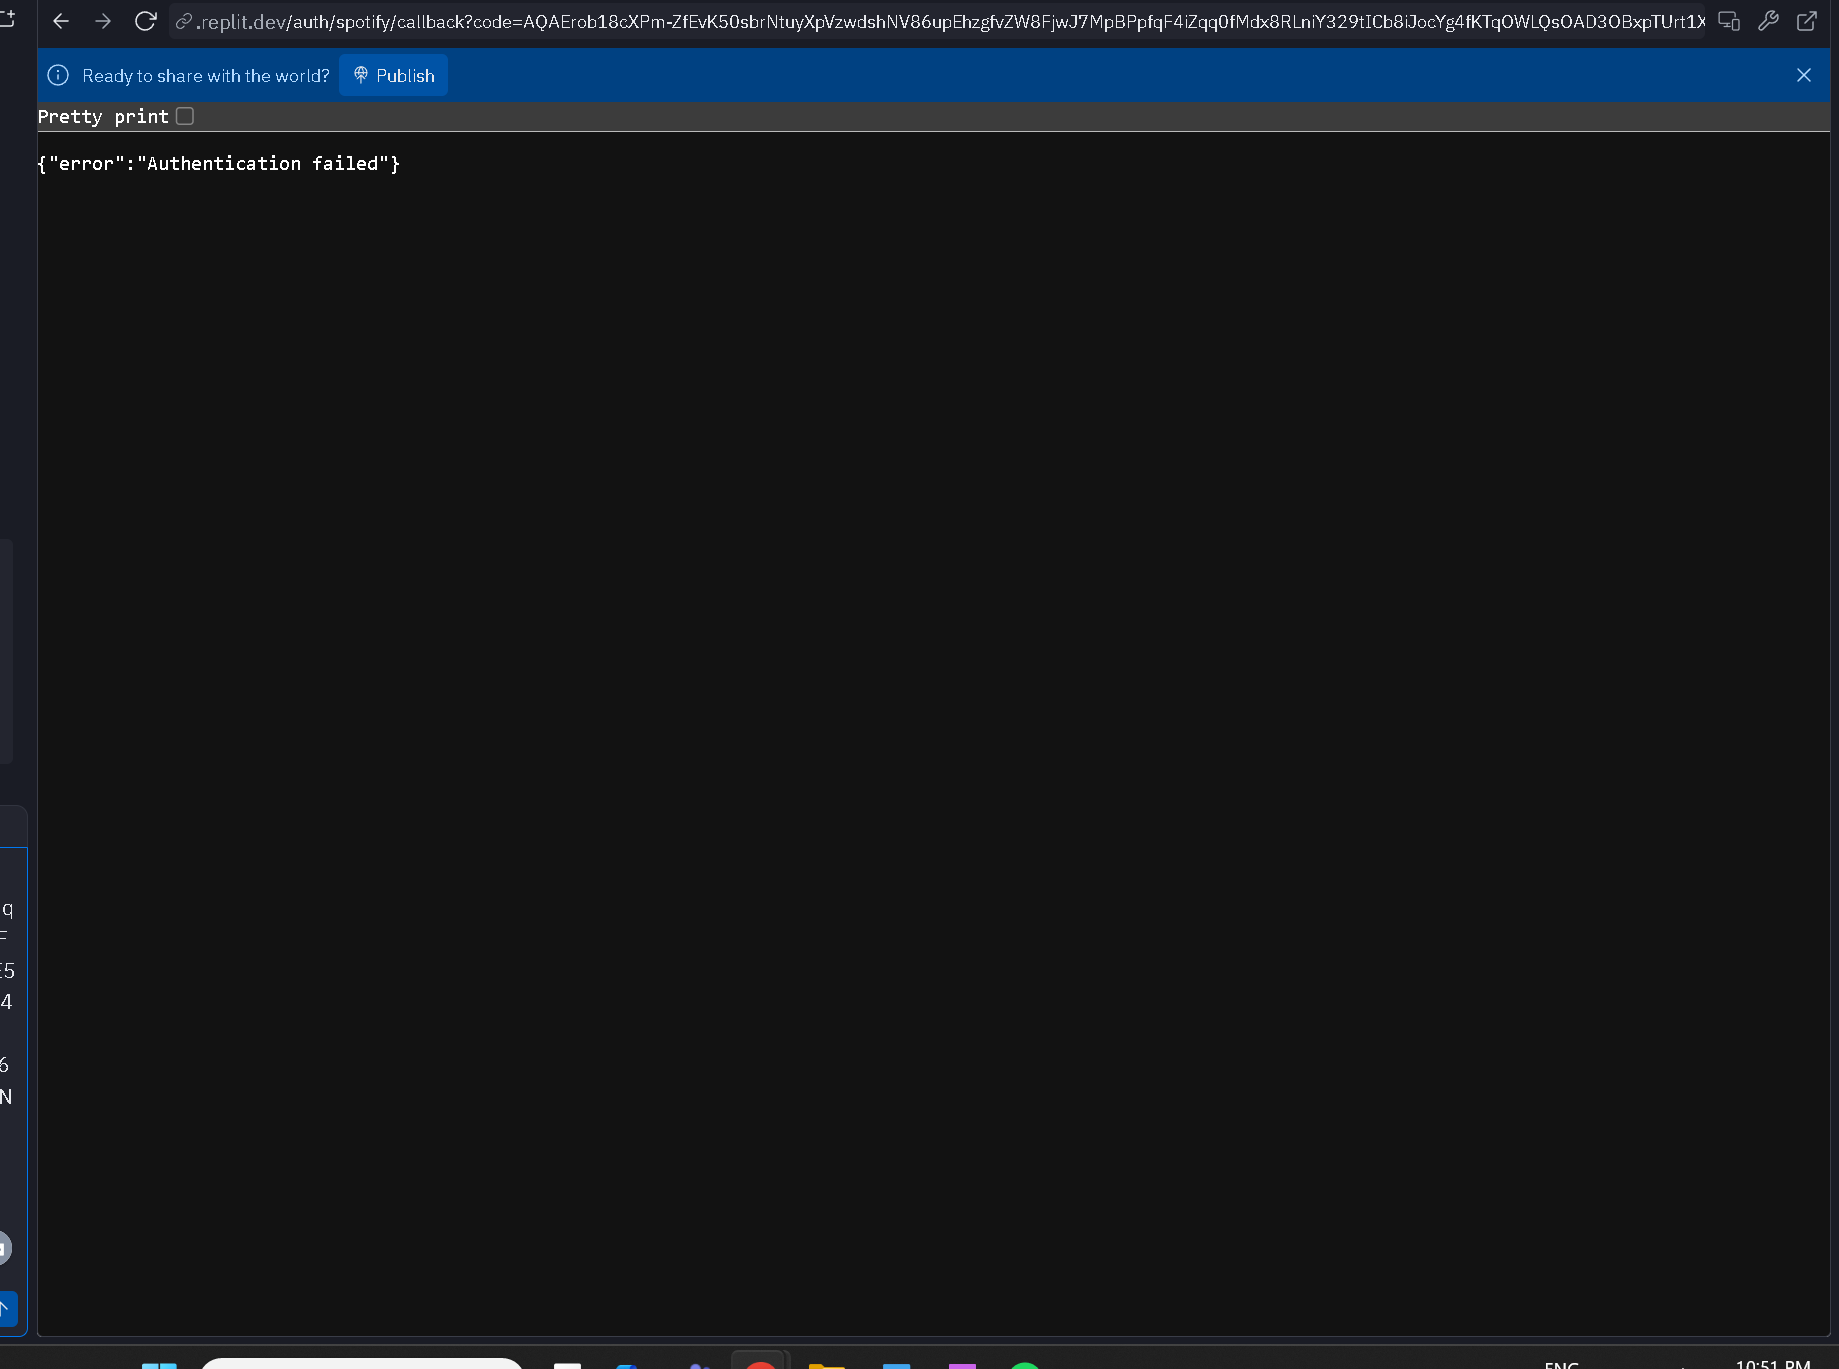 .replit.dev/auth/spotify/callback?code=AQAErob18cXPm-ZfEvK50sbrNtuyXpVzwdshNV86upEhzgfvZW8FjwJ7MpBPpfqF4iZqq0fMdx8RLniY329tICb8iJocYg4fKTqOWLQsOAD3OBxpTUrt1X
Ready to share with the world? Publish
Pretty print
{"error":"Authentication failed"}
q
E5
4
6
N
ENG
10:51 PM